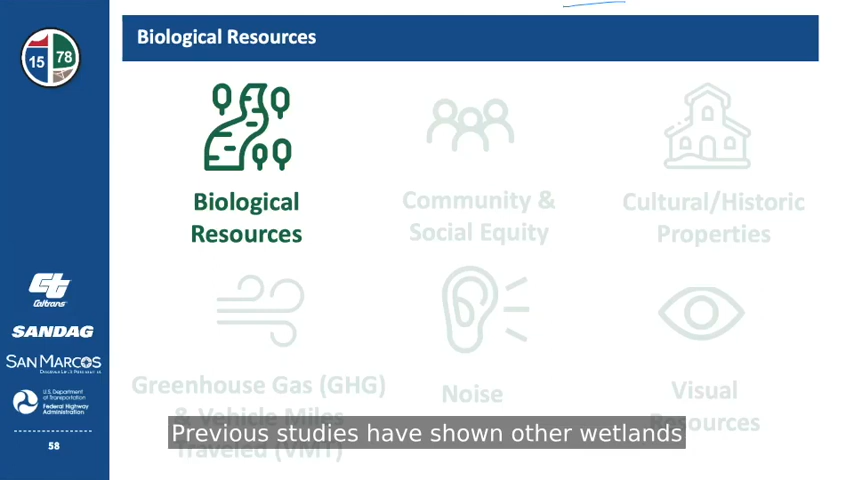 15 78
Biological Resources
Biological
Resources
Community &
Social Equity
Cultural/Historic
Properties
Greenhouse Gas (GHG)
& Vehicle Miles
Traveled (VMT)
Noise
Visual
Resources
Previous studies have shown other wetlands
Caltrans
SANDAG
SAN MARCOS
U.S. Department
of Transportation
Federal Highway
Administration
58